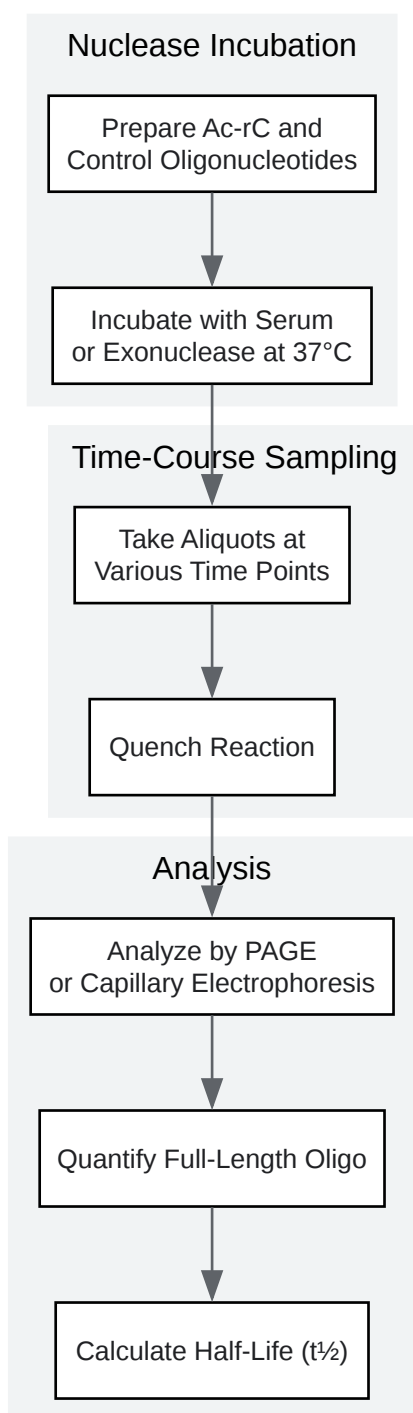 Nuclease Incubation
Prepare Ac-rC and
Control Oligonucleotides
Incubate with Serum
or Exonuclease at 37°C
Time-Course Sampling
Take Aliquots at
Various Time Points
Quench Reaction
Analysis
Analyze by PAGE
or Capillary Electrophoresis
Quantify Full-Length Oligo
Calculate Half-Life (t½)